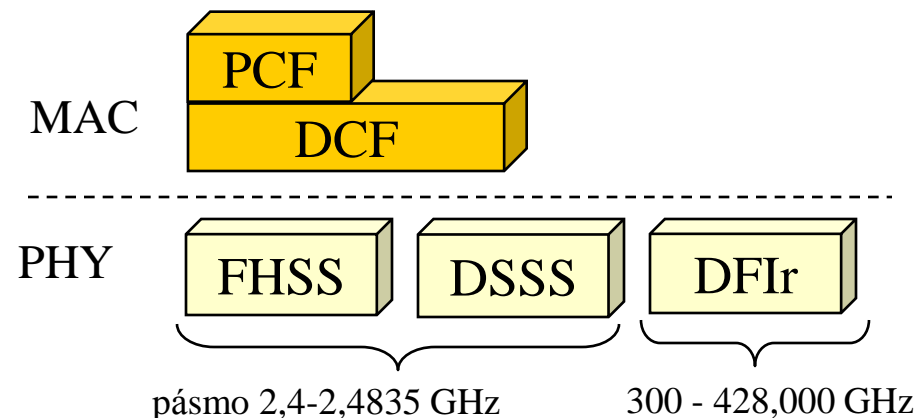 PCF
MAC
DCF
PHY
FHSS DSSS DFIr
pásmo 2,4-2,4835 GHz 300 - 428,000 GHz